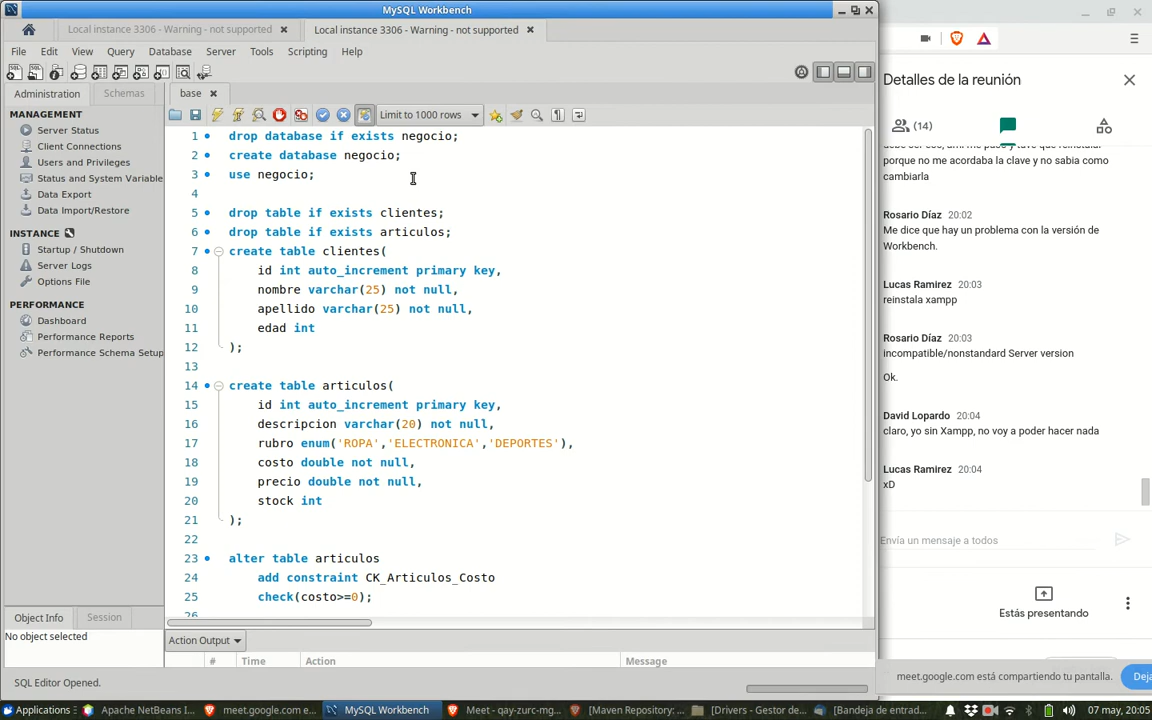 MySQL Workbench
Local instance 3306 - Warning - not supported
Local instance 3306 - Warning - not supported
File Edit View Query Database Server Tools Scripting Help
Administration Schemas
MANAGEMENT
Server Status
Client Connections
Users and Privileges
Status and System Variable
Data Export
Data Import/Restore
INSTANCE
Startup / Shutdown
Server Logs
Options File
PERFORMANCE
Dashboard
Performance Reports
Performance Schema Setup
Object Info Session
No object selected
base
Limit to 1000 rows
1 drop database if exists negocio;
2 create database negocio;
3 use negocio;
4
5 drop table if exists clientes;
6 drop table if exists articulos;
7 create table clientes(
8 id int auto_increment primary key,
9 nombre varchar(25) not null,
10 apellido varchar(25) not null,
11 edad int
12 );
13
14 create table articulos(
15 id int auto_increment primary key,
16 descripcion varchar(20) not null,
17 rubro enum('ROPA','ELECTRONICA','DEPORTES'),
18 costo double not null,
19 precio double not null,
20 stock int
21 );
22
23 alter table articulos
24 add constraint CK_Articulos_Costo
25 check(costo>=0);
Action Output
# Time Action Message
SQL Editor Opened.
Detalles de la reunión
(14)
porque no me acordaba la clave y no sabia como
cambiarla
Rosario Díaz 20:02
Me dice que hay un problema con la versión de
Workbench.
Lucas Ramirez 20:03
reinstala xampp
Rosario Díaz 20:03
incompatible/nonstandard Server version
Ok.
David Lopardo 20:04
claro, yo sin Xampp, no voy a poder hacer nada
Lucas Ramirez 20:04
xD
Envía un mensaje a todos
Estás presentando
meet.google.com está compartiendo tu pantalla. Deja
Applications Apache NetBeans I... meet.google.com e... MySQL Workbench Meet - qay-zurc-mg... [Maven Repository: ... [Drivers - Gestor de... [Bandeja de entrad... 07 may, 20:05